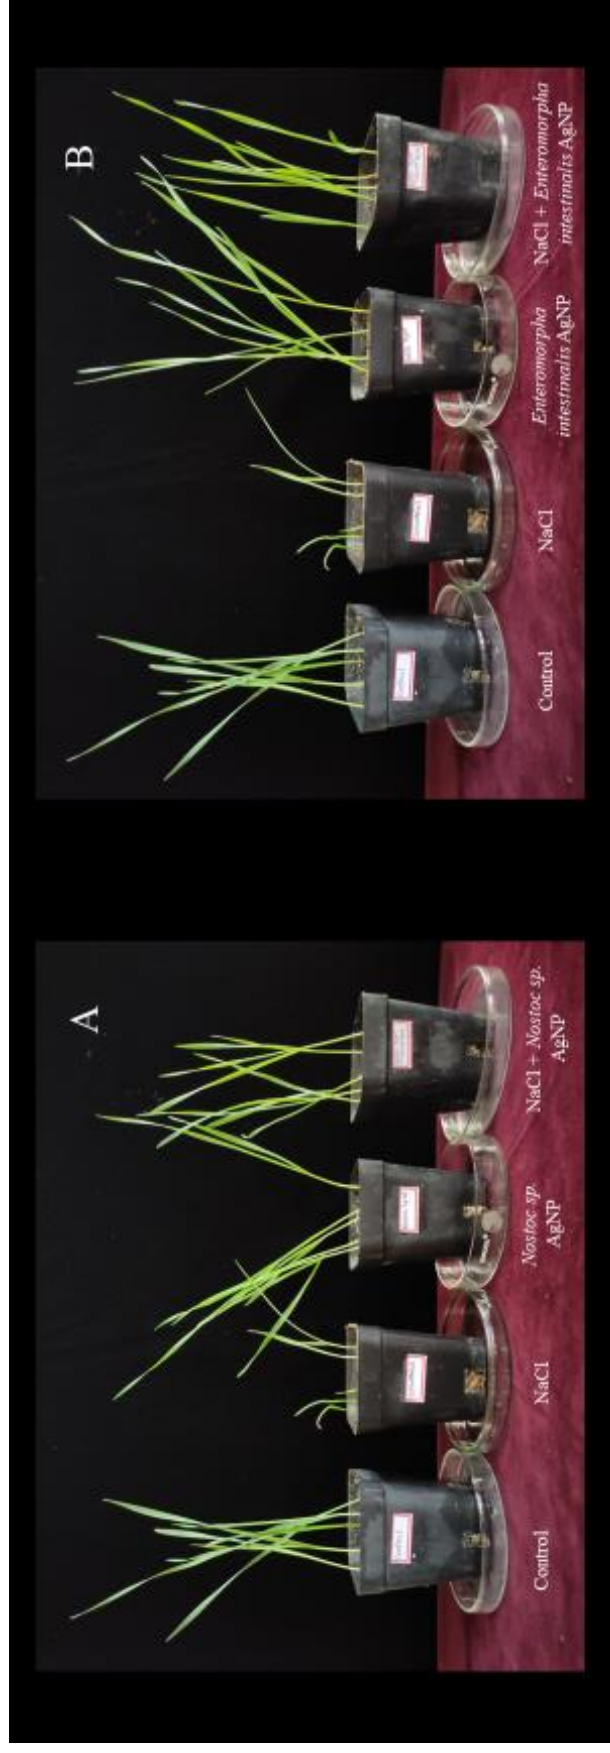 A
Control
NaCl
Nostoc sp.
AgNP
NaCl + Nostoc sp.
AgNP
B
Control
NaCl
Enteromorpha
intestinalis AgNP
NaCl + Enteromorpha
intestinalis AgNP